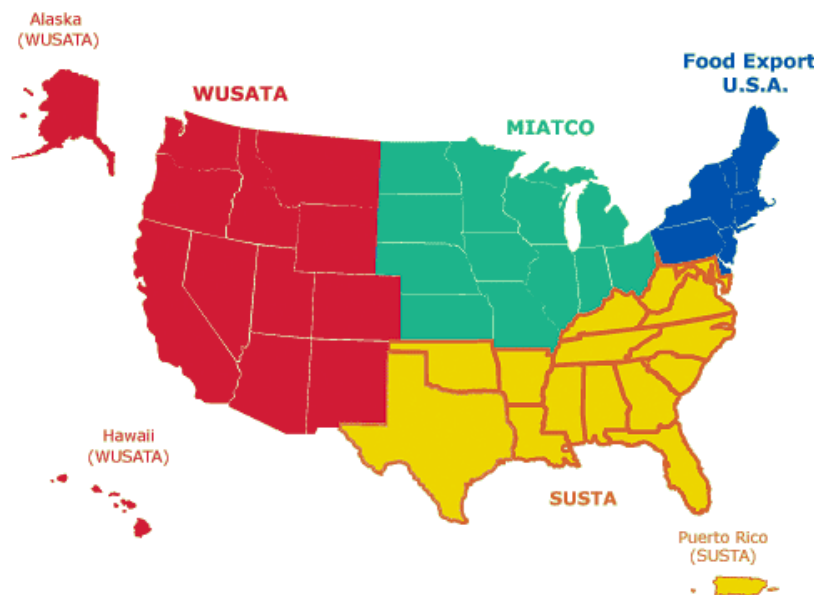 Alaska
(WUSATA)
WUSATA
Food Export
U.S.A.
MIATCO
Hawaii
(WUSATA)
SUSTA
Puerto Rico
(SUSTA)